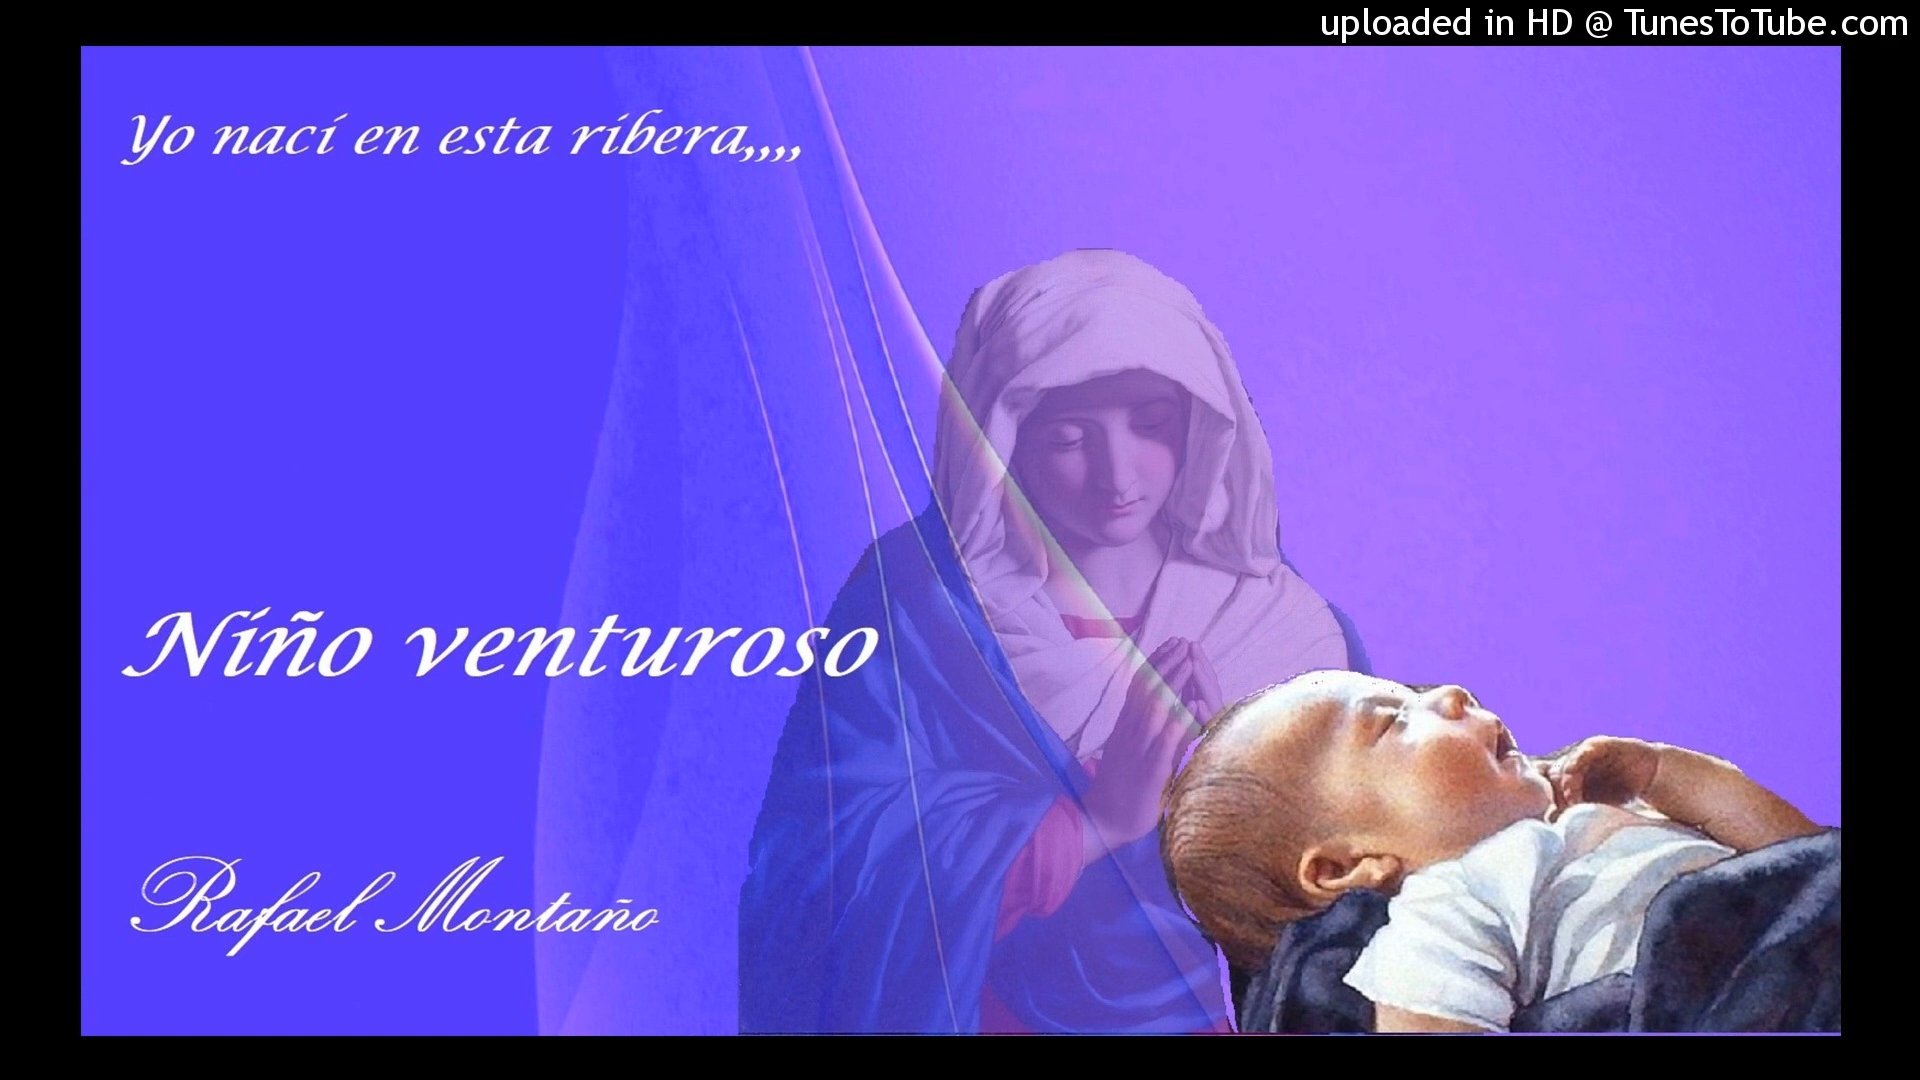 uploaded in HD @ TunesToTube.com
Yo nací en esta ribera,,,,
Niño venturoso
Rafael Montaño